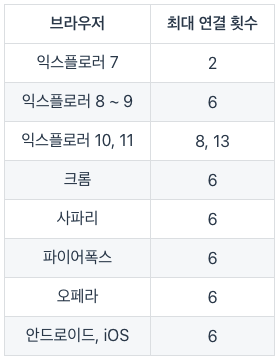 브라우저 최대 연결 횟수
익스플로러 7 2
익스플로러 8 ~ 9 6
익스플로러 10, 11 8, 13
크롬 6
사파리 6
파이어폭스 6
오페라 6
안드로이드, iOS 6